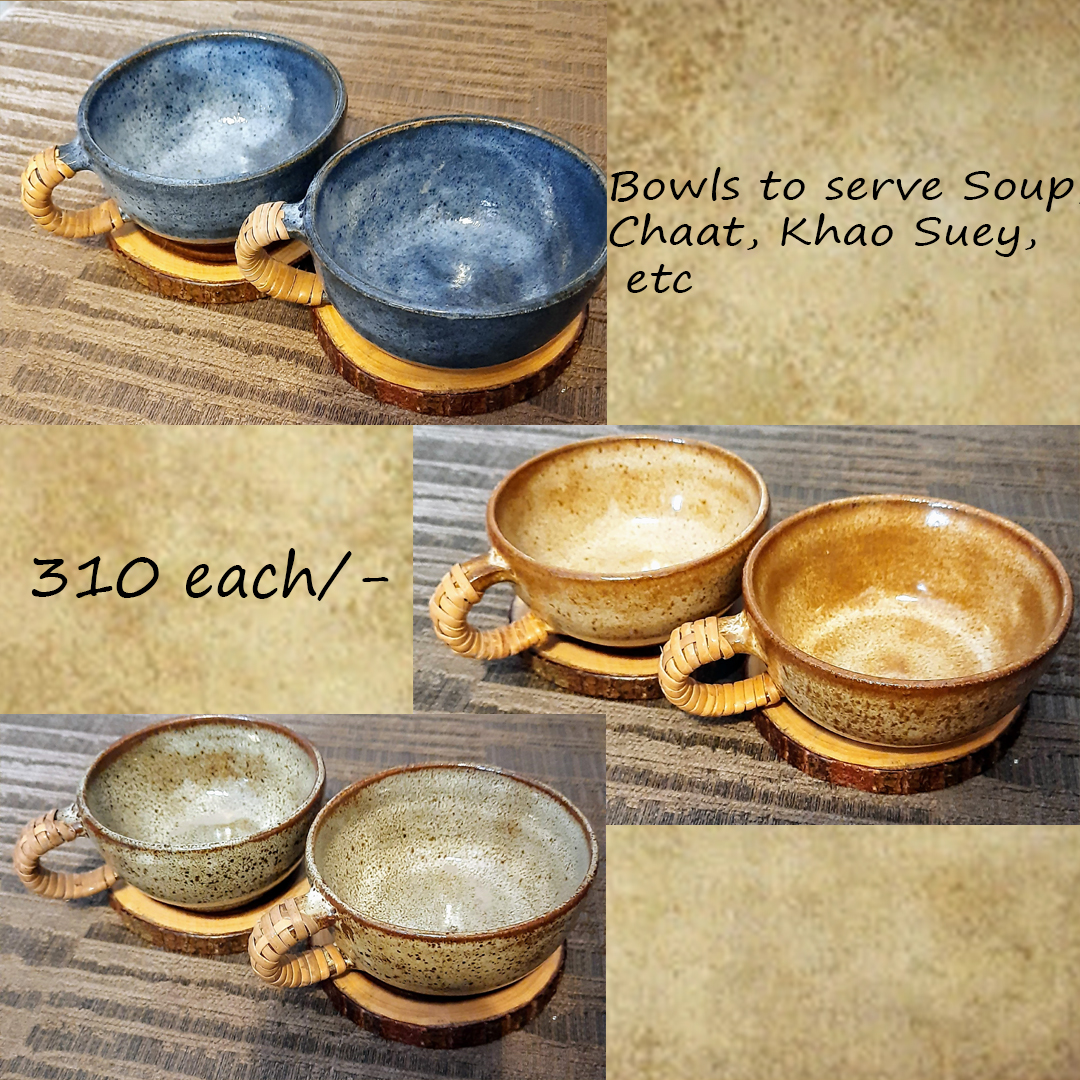 Bowls to serve Soup,
Chaat, Khao Suey,
etc
310 each/-